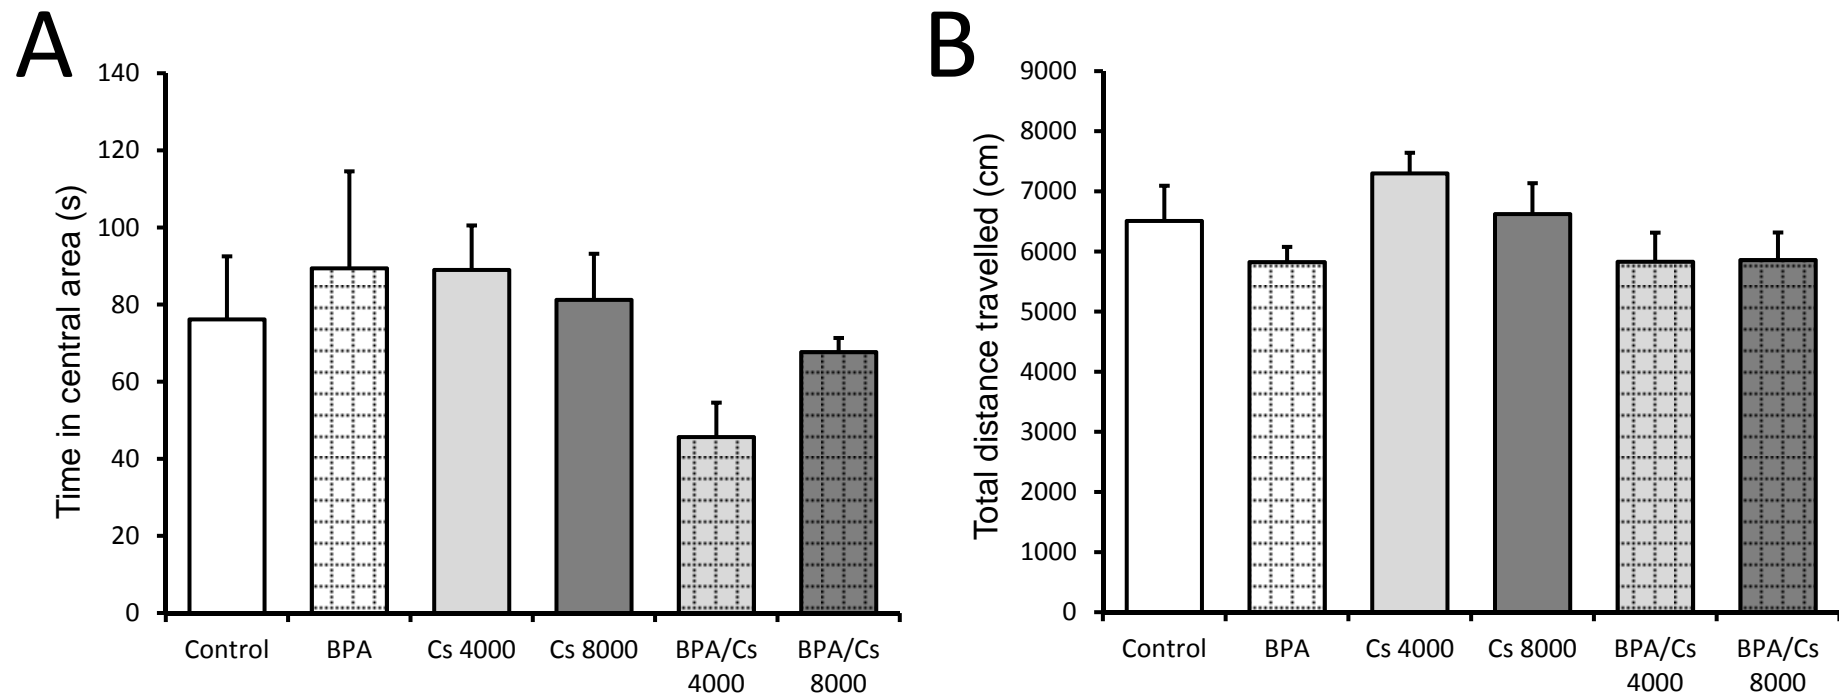 A
Time in central area (s)
140
120
100
80
60
40
20
0
Control
BPA
Cs 4000
Cs 8000
BPA/Cs
4000
BPA/Cs
8000
B
Total distance travelled (cm)
9000
8000
7000
6000
5000
4000
3000
2000
1000
0
Control
BPA
Cs 4000
Cs 8000
BPA/Cs
4000
BPA/Cs
8000